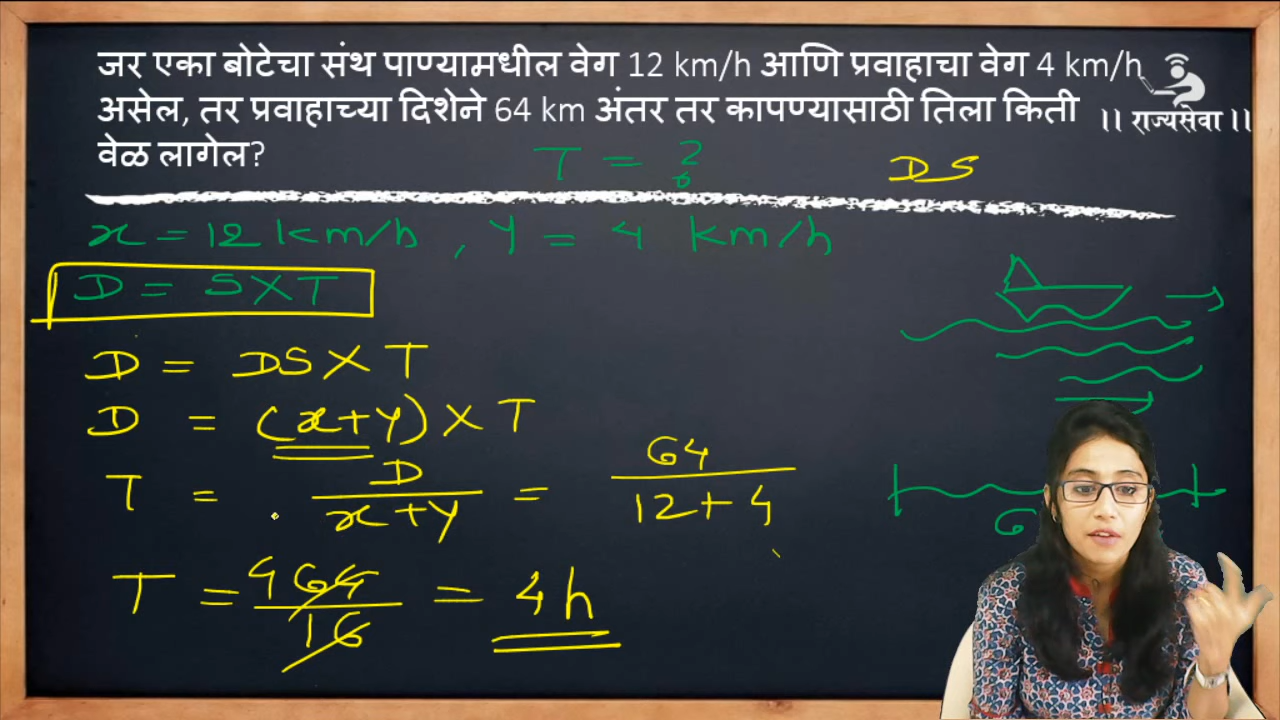 जर एका बोटेचा संथ पाण्यामधील वेग 12 km/h आणि प्रवाहाचा वेग 4 km/h
असेल, तर प्रवाहाच्या दिशेने 64 km अंतर तर कापण्यासाठी तिला किती
वेळ लागेल?
।। राज्यसेवा ।।
T = ?
DS
x = 12 km/h , y = 4 km/h
D = S X T
D = DS X T
D = (x+y) X T
T = D / x+y = 64 / 12+4
T = 4 64 / 16 = 4h